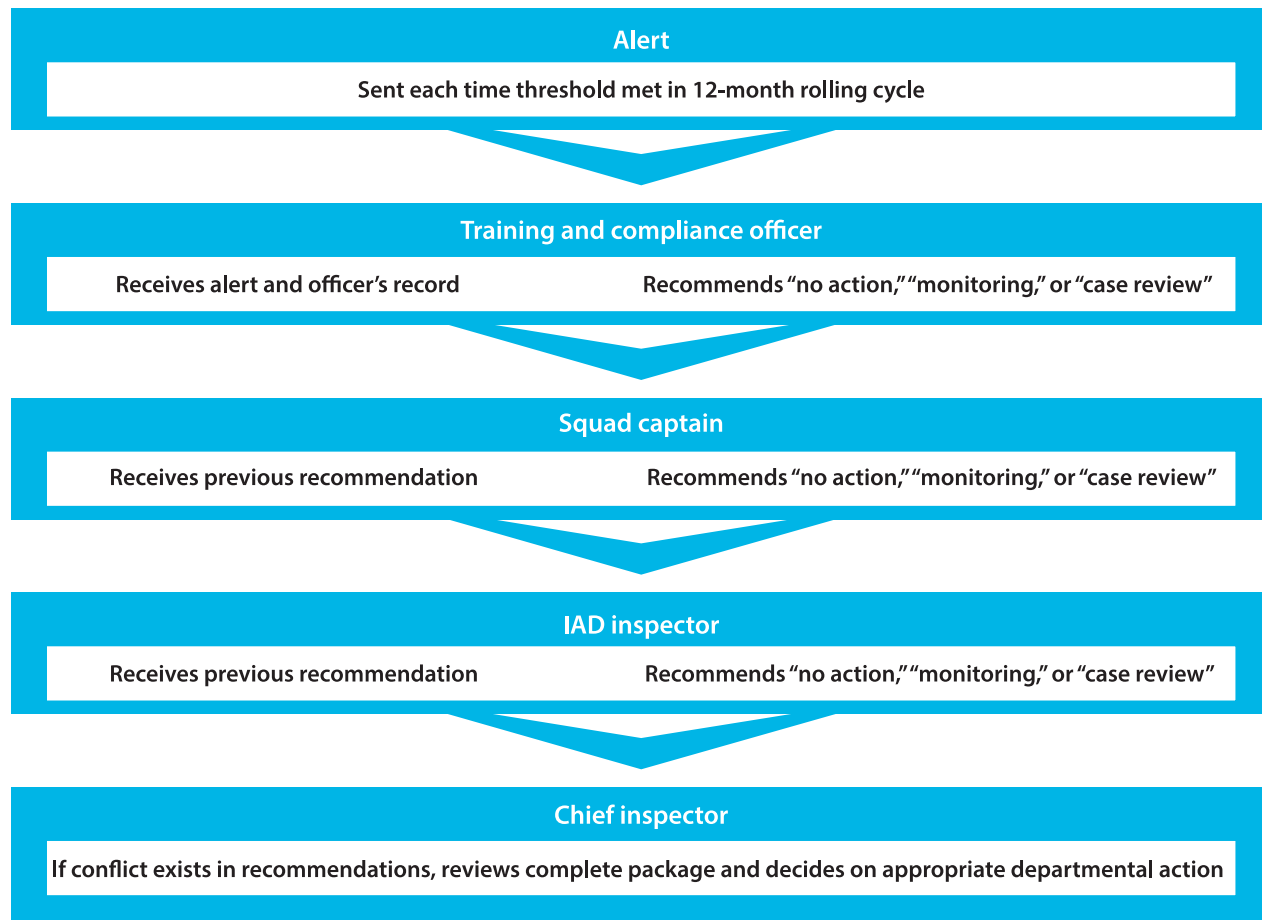 Alert
Sent each time threshold met in 12-month rolling cycle
Training and compliance officer
Receives alert and officer’s record
Recommends “no action,” “monitoring,” or “case review”
Squad captain
Receives previous recommendation
Recommends “no action,” “monitoring,” or “case review”
IAD inspector
Receives previous recommendation
Recommends “no action,” “monitoring,” or “case review”
Chief inspector
If conflict exists in recommendations, reviews complete package and decides on appropriate departmental action